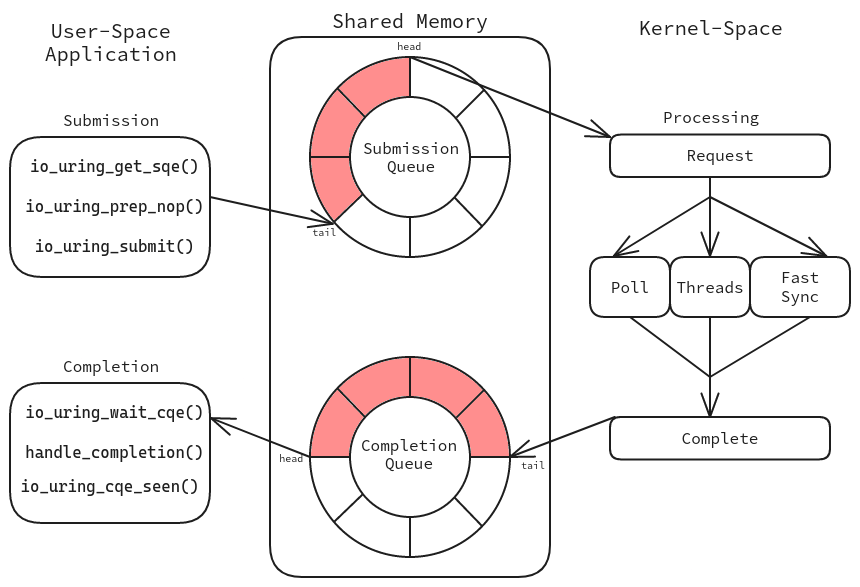 User-Space
Application
Shared Memory
Kernel-Space
head
Submission
io_uring_get_sqe()
io_uring_prep_nop()
io_uring_submit()
Submission
Queue
tail
Processing
Request
Poll
Threads
Fast
Sync
Completion
io_uring_wait_cqe()
handle_completion()
io_uring_cqe_seen()
Completion
Queue
head
tail
Complete